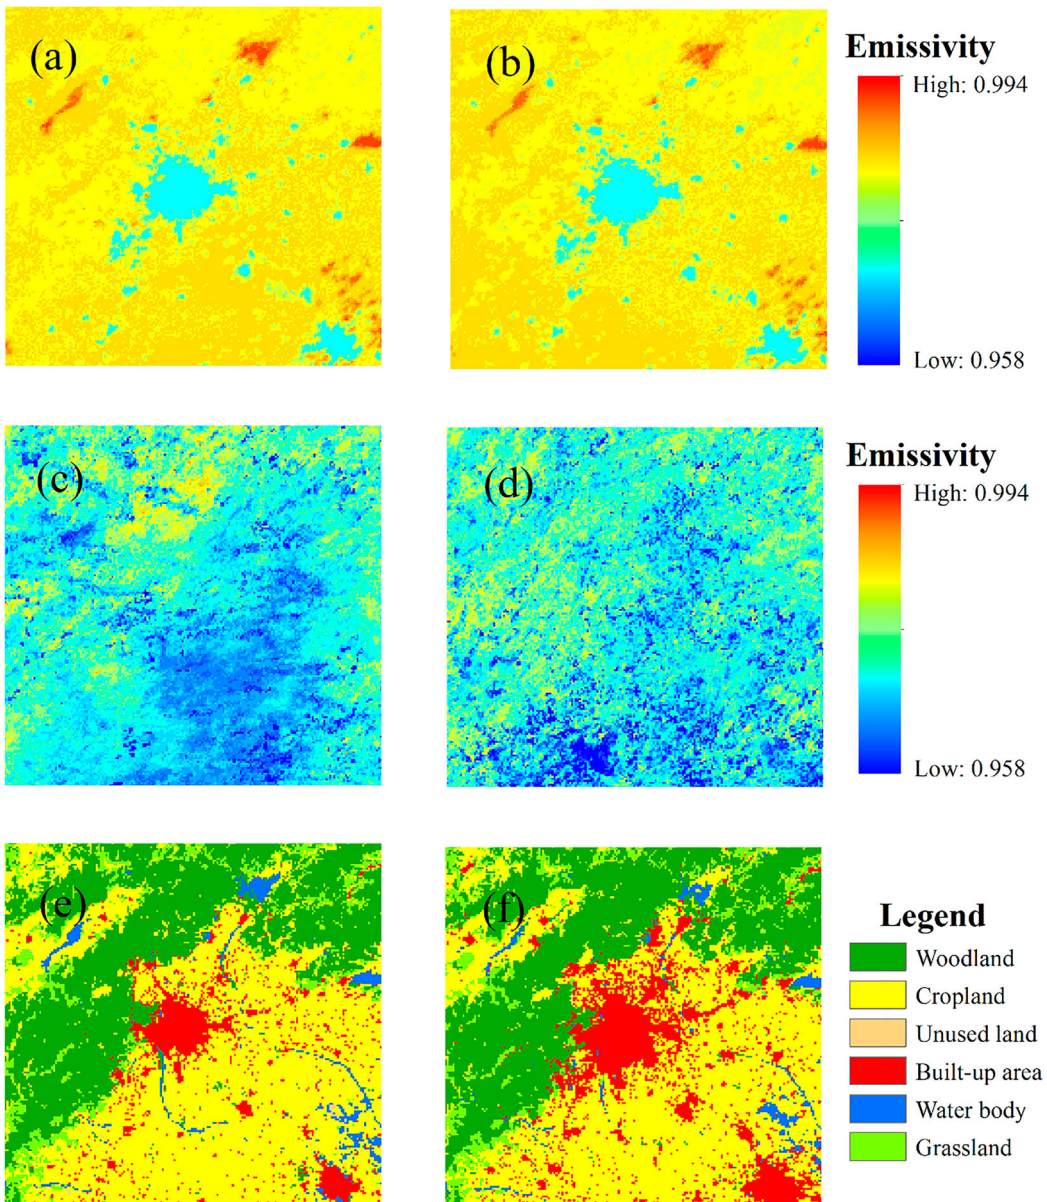 (a)
(b)
Emissivity
High: 0.994
Low: 0.958
(c)
(d)
Emissivity
High: 0.994
Low: 0.958
(e)
(f)
Legend
Woodland
Cropland
Unused land
Built-up area
Water body
Grassland